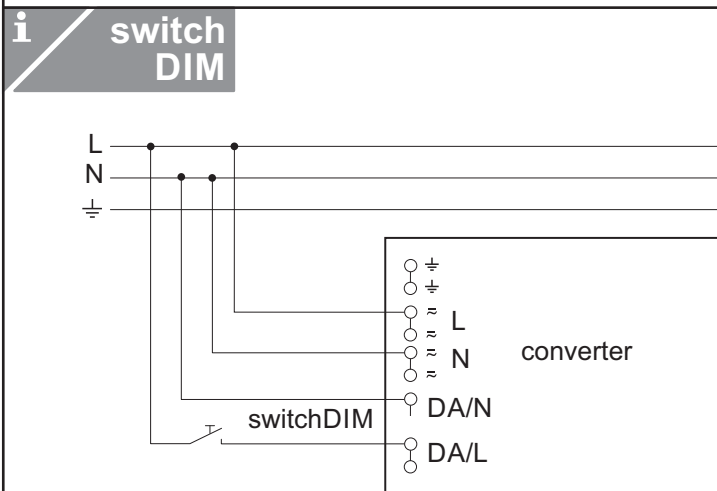 i
switch
DIM
L
N
⏚
⏚
⏚
≂
L
≂
≂
N
≂
converter
DA/N
switchDIM
DA/L